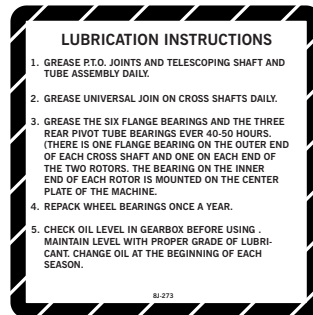 LUBRICATION INSTRUCTIONS
1. GREASE P.T.O. JOINTS AND TELESCOPING SHAFT AND
TUBE ASSEMBLY DAILY.
2. GREASE UNIVERSAL JOIN ON CROSS SHAFTS DAILY.
3. GREASE THE SIX FLANGE BEARINGS AND THE THREE
REAR PIVOT TUBE BEARINGS EVER 40-50 HOURS.
(THERE IS ONE FLANGE BEARING ON THE OUTER END
OF EACH CROSS SHAFT AND ONE ON EACH END OF
THE TWO ROTORS. THE BEARING ON THE INNER
END OF EACH ROTOR IS MOUNTED ON THE CENTER
PLATE OF THE MACHINE.
4. REPACK WHEEL BEARINGS ONCE A YEAR.
5. CHECK OIL LEVEL IN GEARBOX BEFORE USING .
MAINTAIN LEVEL WITH PROPER GRADE OF LUBRI-
CANT. CHANGE OIL AT THE BEGINNING OF EACH
SEASON.
8J-273